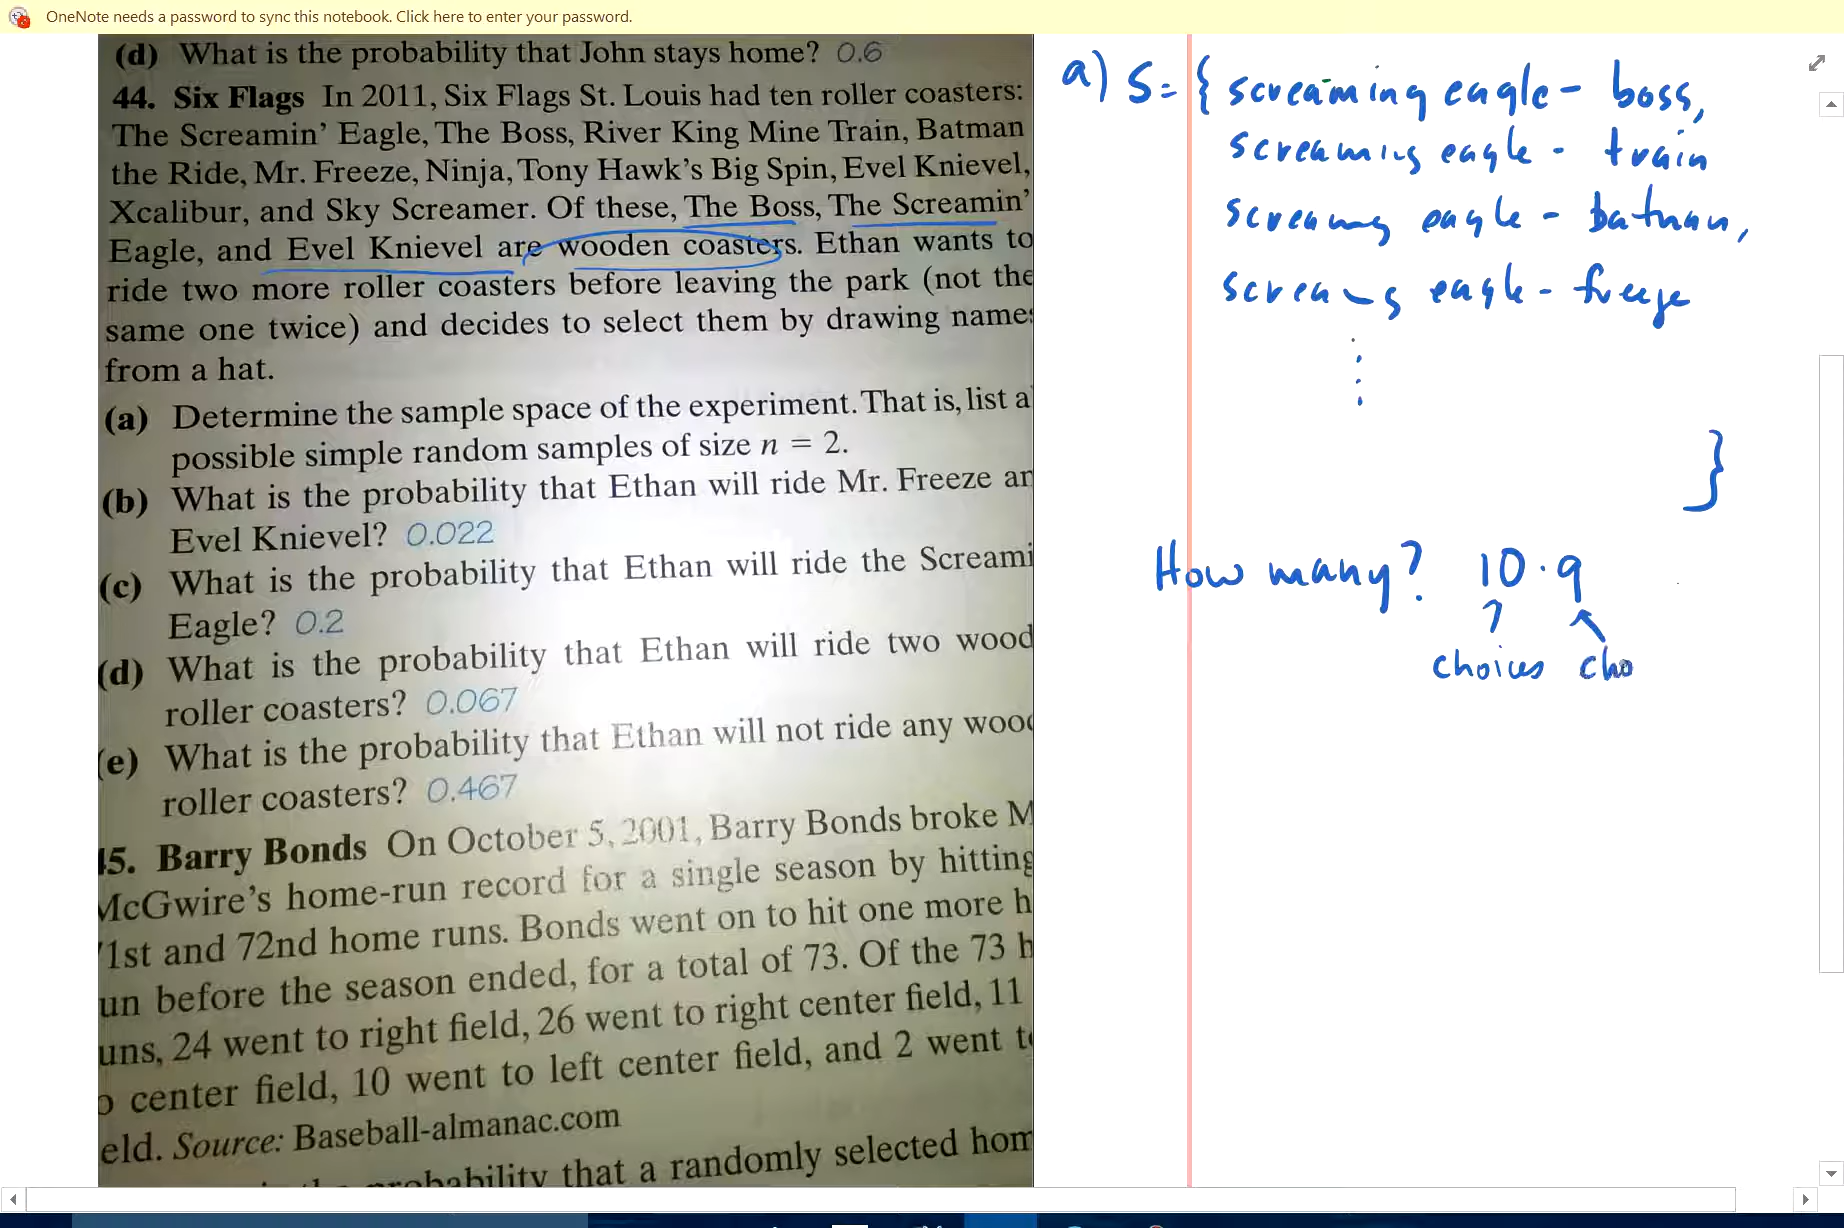 OneNote needs a password to sync this notebook. Click here to enter your password.
(d) What is the probability that John stays home? 0.6
44. Six Flags In 2011, Six Flags St. Louis had ten roller coasters:
The Screamin' Eagle, The Boss, River King Mine Train, Batman
the Ride, Mr. Freeze, Ninja, Tony Hawk's Big Spin, Evel Knievel,
Xcalibur, and Sky Screamer. Of these, The Boss, The Screamin'
Eagle, and Evel Knievel are wooden coasters. Ethan wants to
ride two more roller coasters before leaving the park (not the
same one twice) and decides to select them by drawing names
from a hat.
(a) Determine the sample space of the experiment. That is, list a
possible simple random samples of size n = 2.
(b) What is the probability that Ethan will ride Mr. Freeze an
Evel Knievel? 0.022
(c) What is the probability that Ethan will ride the Screami
Eagle? 0.2
(d) What is the probability that Ethan will ride two wood
roller coasters? 0.067
(e) What is the probability that Ethan will not ride any wood
roller coasters? 0.467
45. Barry Bonds On October 5, 2001, Barry Bonds broke M
McGwire's home-run record for a single season by hitting
71st and 72nd home runs. Bonds went on to hit one more h
un before the season ended, for a total of 73. Of the 73 h
uns, 24 went to right field, 26 went to right center field, 11
o center field, 10 went to left center field, and 2 went to
eld. Source: Baseball-almanac.com
probability that a randomly selected hom
a) S = { screaming eagle - boss,
screaming eagle - train
screamng eagle - batman,
screamng eagle - freeze
}
How many? 10 · 9
choices cho